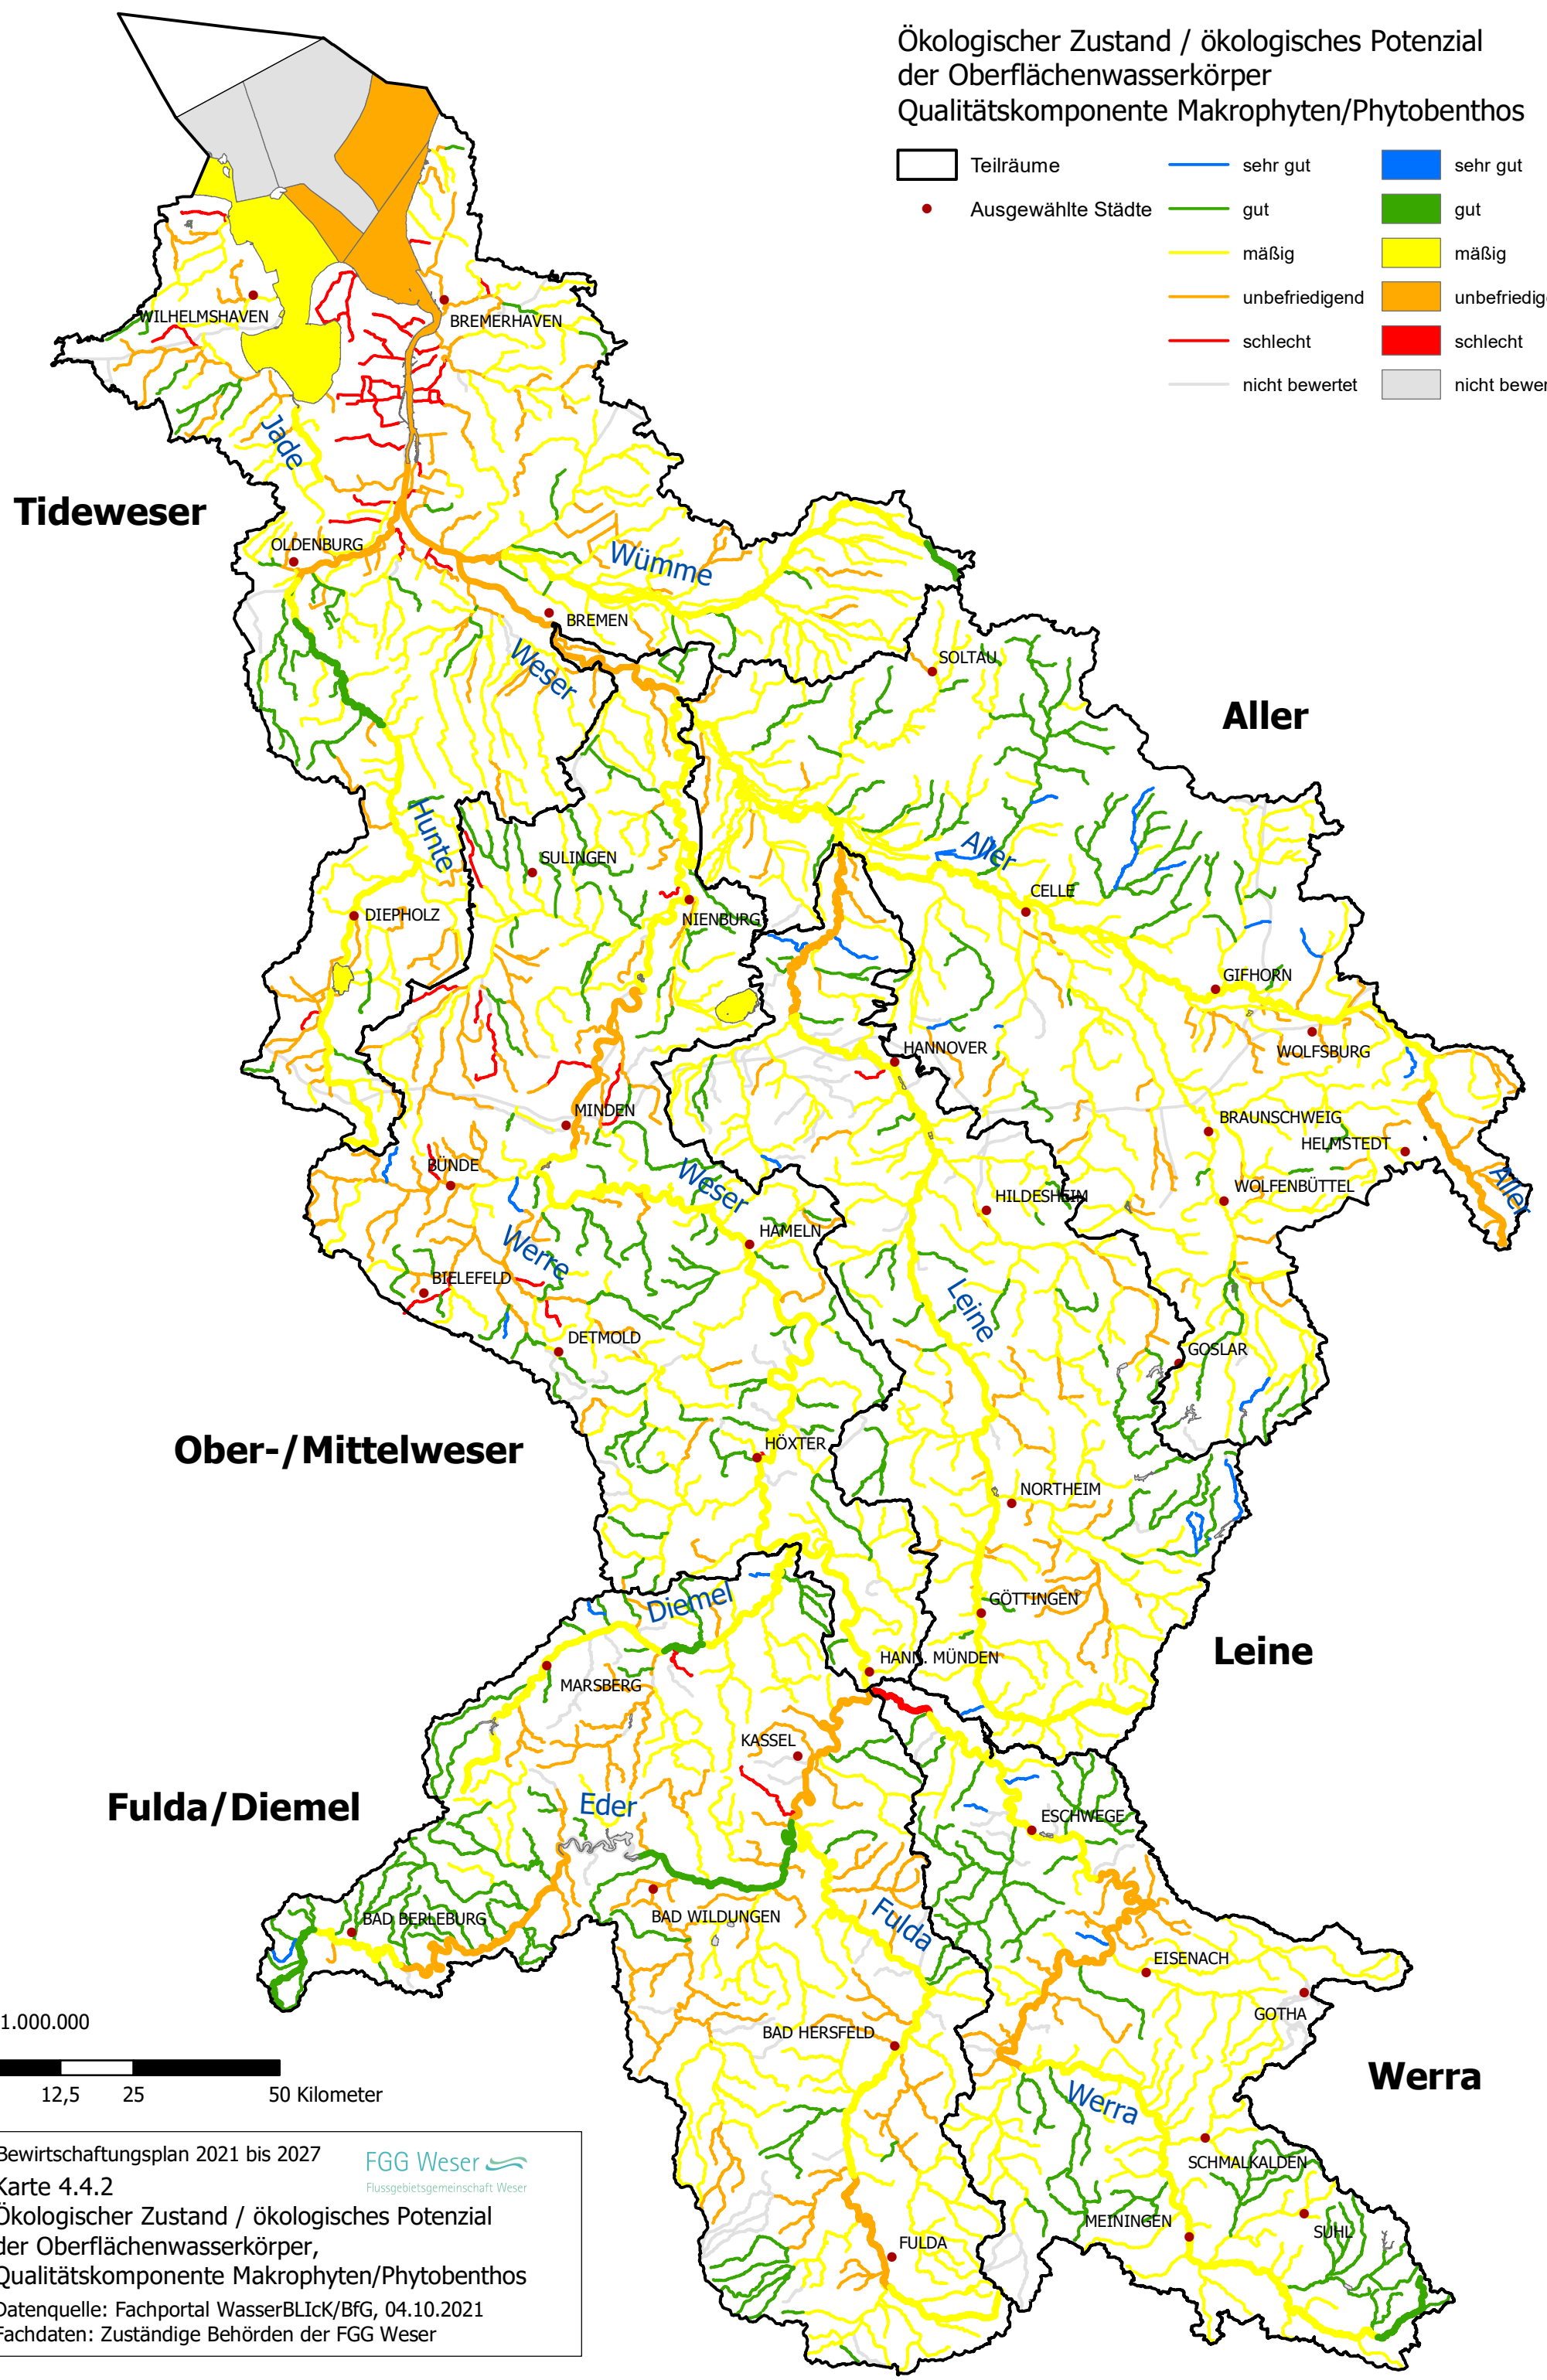 Ökologischer Zustand / ökologisches Potenzial
der Oberflächenwasserkörper
Qualitätskomponente Makrophyten/Phytobenthos
Teilräume
Ausgewählte Städte
sehr gut
gut
mäßig
unbefriedigend
schlecht
nicht bewertet
sehr gut
gut
mäßig
unbefriedig
schlecht
nicht bewer
WILHELMSHAVEN
BREMERHAVEN
Jade
Tideweser
OLDENBURG
Wümme
BREMEN
Weser
SOLTAU
Aller
Hunte
SULINGEN
Aller
CELLE
DIEPHOLZ
NIENBURG
GIFHORN
WOLFSBURG
HANNOVER
MINDEN
BRAUNSCHWEIG
HELMSTEDT
BÜNDE
Weser
WOLFENBÜTTEL
Aller
HILDESHEIM
HAMELN
Werre
BIELEFELD
Leine
DETMOLD
GOSLAR
Ober-/Mittelweser
HÖXTER
NORTHEIM
Diemel
GÖTTINGEN
Leine
HANN. MÜNDEN
MARSBERG
KASSEL
Fulda/Diemel
Eder
ESCHWEGE
BAD WILDUNGEN
BAD BERLEBURG
Fulda
EISENACH
GOTHA
BAD HERSFELD
Werra
Werra
SCHMALKALDEN
MEININGEN
SUHL
FULDA
1.000.000
12,5 25 50 Kilometer
Bewirtschaftungsplan 2021 bis 2027
FGG Weser
Flussgebietsgemeinschaft Weser
Karte 4.4.2
Ökologischer Zustand / ökologisches Potenzial
der Oberflächenwasserkörper,
Qualitätskomponente Makrophyten/Phytobenthos
Datenquelle: Fachportal WasserBLIcK/BfG, 04.10.2021
Fachdaten: Zuständige Behörden der FGG Weser